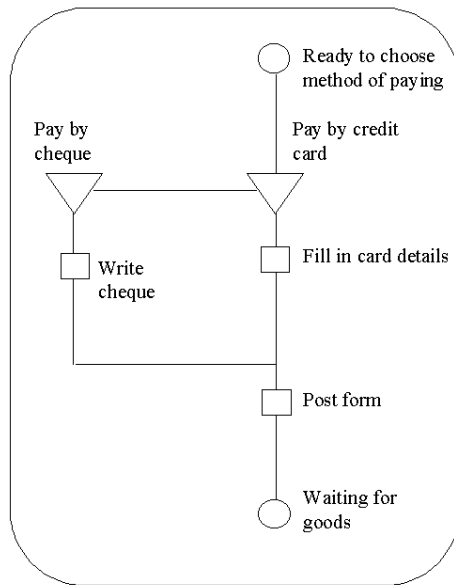 Ready to choose
method of paying
Pay by
cheque
Pay by credit
card
Write
cheque
Fill in card details
Post form
Waiting for
goods